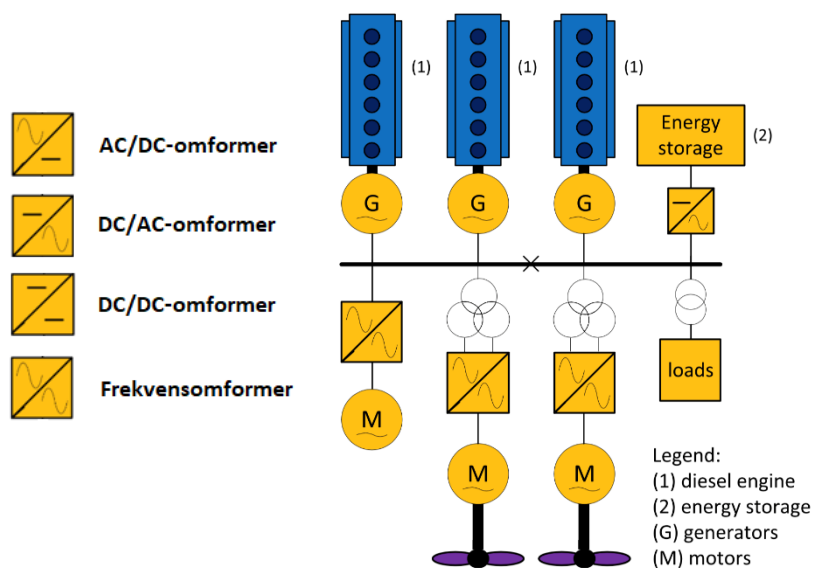 (1)
(1)
(1)
Energy
storage
(2)
AC/DC-omformer
G
G
G
DC/AC-omformer
DC/DC-omformer
Frekvensomformer
loads
M
M
M
Legend:
(1) diesel engine
(2) energy storage
(G) generators
(M) motors